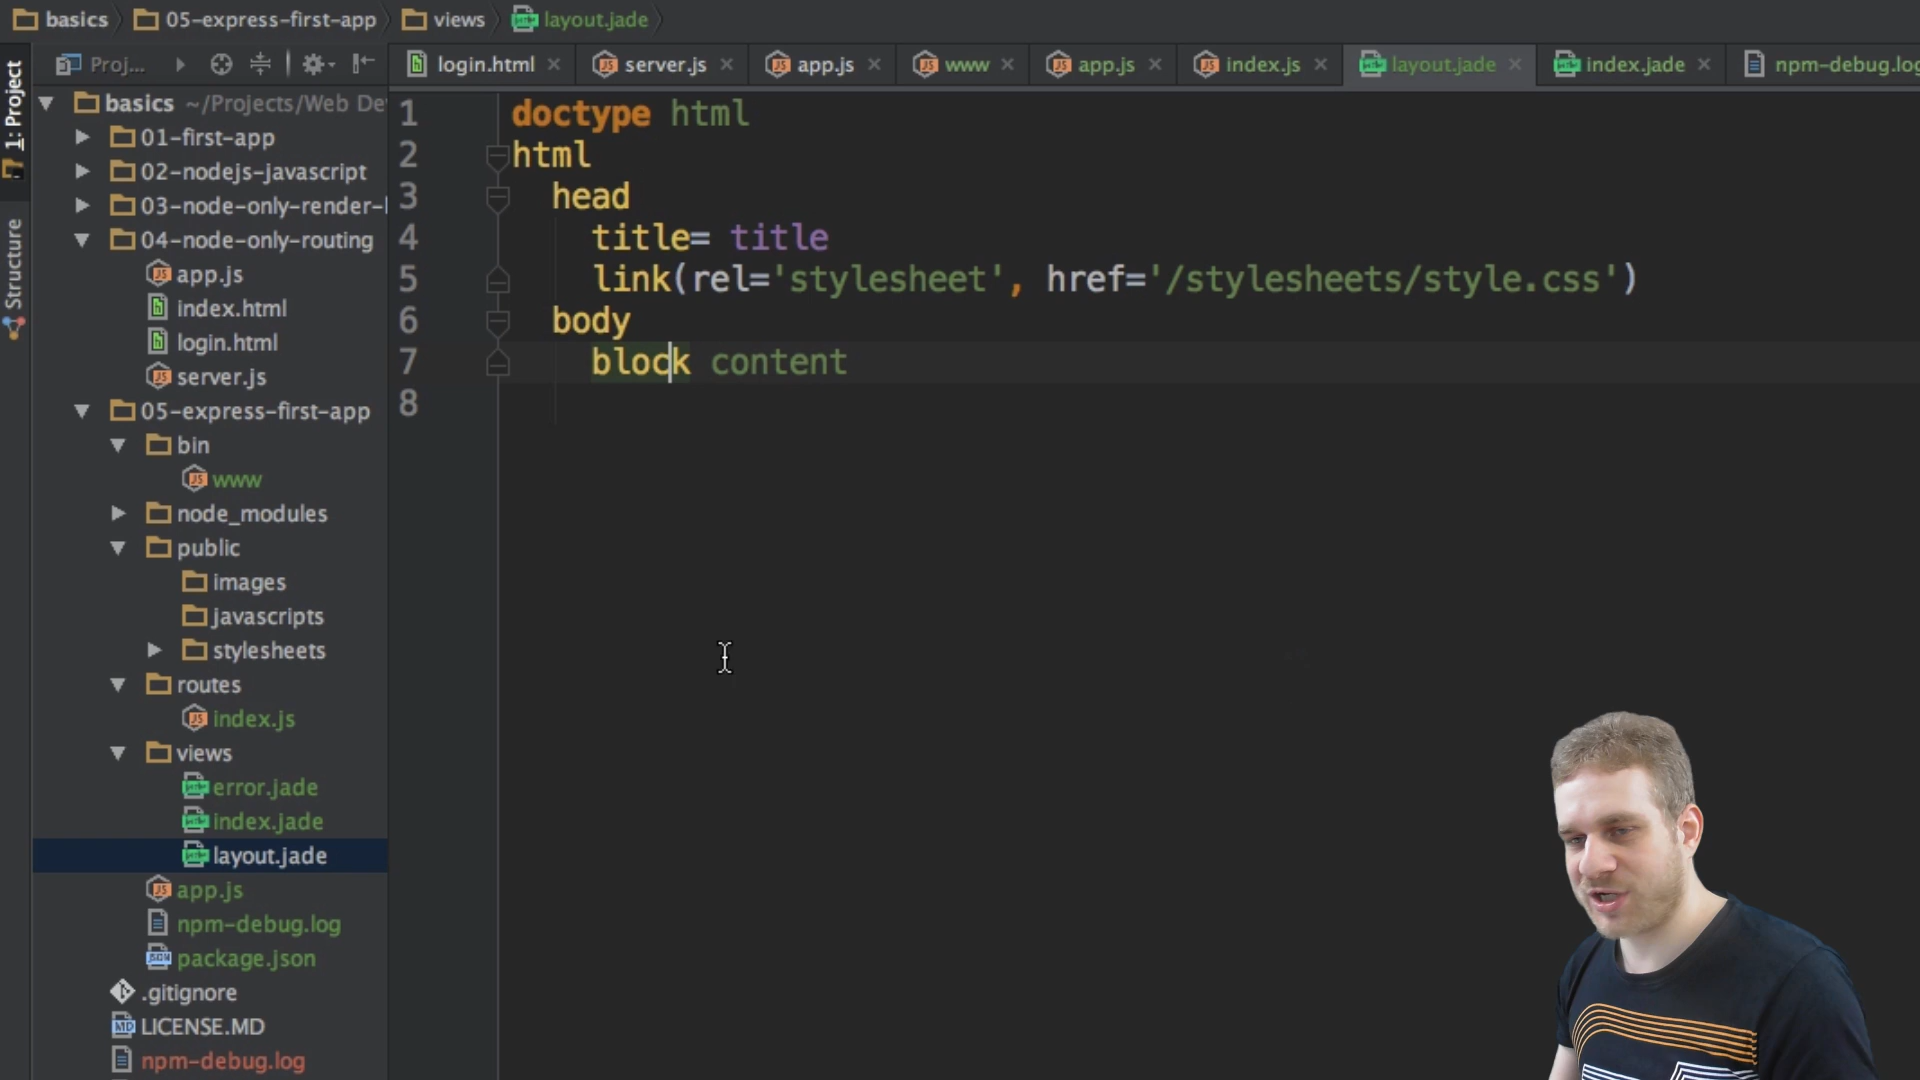 basics 05-express-first-app views layout.jade
1: Project
Structure
Proj...
login.html server.js app.js www app.js index.js layout.jade index.jade npm-debug.log
basics ~/Projects/Web De
01-first-app
02-nodejs-javascript
03-node-only-render-
04-node-only-routing
app.js
index.html
login.html
server.js
05-express-first-app
bin
www
node_modules
public
images
javascripts
stylesheets
routes
index.js
views
error.jade
index.jade
layout.jade
app.js
npm-debug.log
package.json
.gitignore
LICENSE.MD
npm-debug.log
1 doctype html
2 html
3 head
4 title= title
5 link(rel='stylesheet', href='/stylesheets/style.css')
6 body
7 block content
8